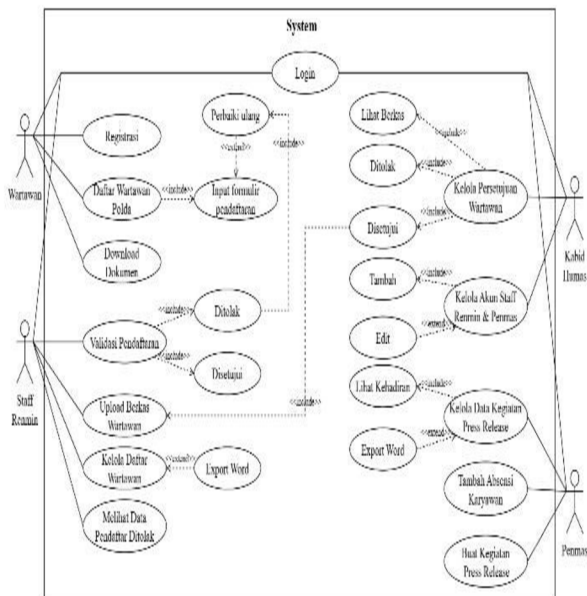 System
Login
Perbaiki ulang
Lihat Berkas
Registrasi
<<extend>>
<<include>>
<<include>>
Ditolak
<<include>>
Wartawan
Daftar Wartawan
Polda
<<include>>
Input formulir
pendaftaran
Kelola Persetujuan
Wartawan
Kabid
Humas
Disetujui
<<include>>
Download
Dokumen
Tambah
<<include>>
Kelola Akun Staff
Renmin & Penmas
Validasi Pendaftaran
<<include>>
Ditolak
Edit
<<extend>>
Staff
Renmin
<<include>>
Disetujui
Lihat Kehadiran
<<include>>
Upload Berkas
Wartawan
<<include>>
Kelola Data Kegiatan
Press Release
Kelola Daftar
Wartawan
<<extend>>
Export Word
Export Word
<<extend>>
Tambah Absensi
Karyawan
Penmas
Melihat Data
Pendaftar Ditolak
Buat Kegiatan
Press Release